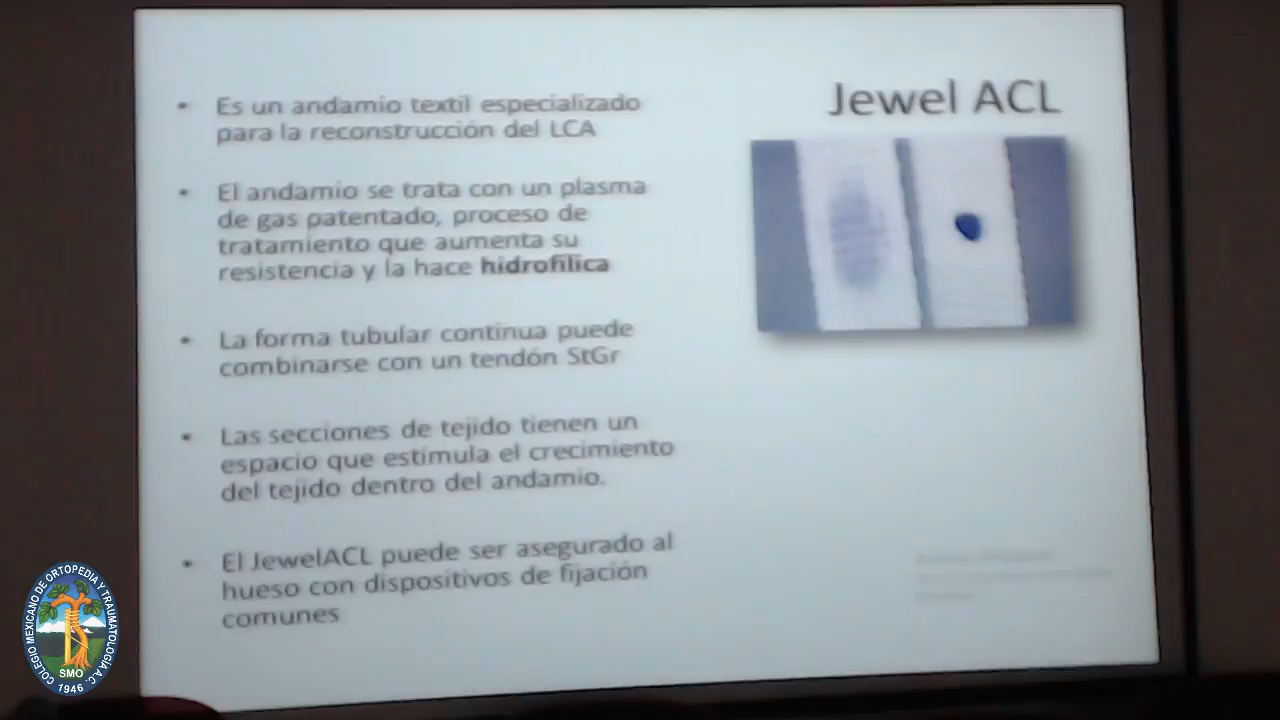 Jewel ACL
• Es un andamio textil especializado
para la reconstrucción del LCA
• El andamio se trata con un plasma
de gas patentado, proceso de
tratamiento que aumenta su
resistencia y la hace hidrofílica
• La forma tubular continua puede
combinarse con un tendón StGr
• Las secciones de tejido tienen un
espacio que estimula el crecimiento
del tejido dentro del andamio.
• El JewelACL puede ser asegurado al
hueso con dispositivos de fijación
comunes
COLEGIO MEXICANO DE ORTOPEDIA Y TRAUMATOLOGIA A.C.
SMO
1946